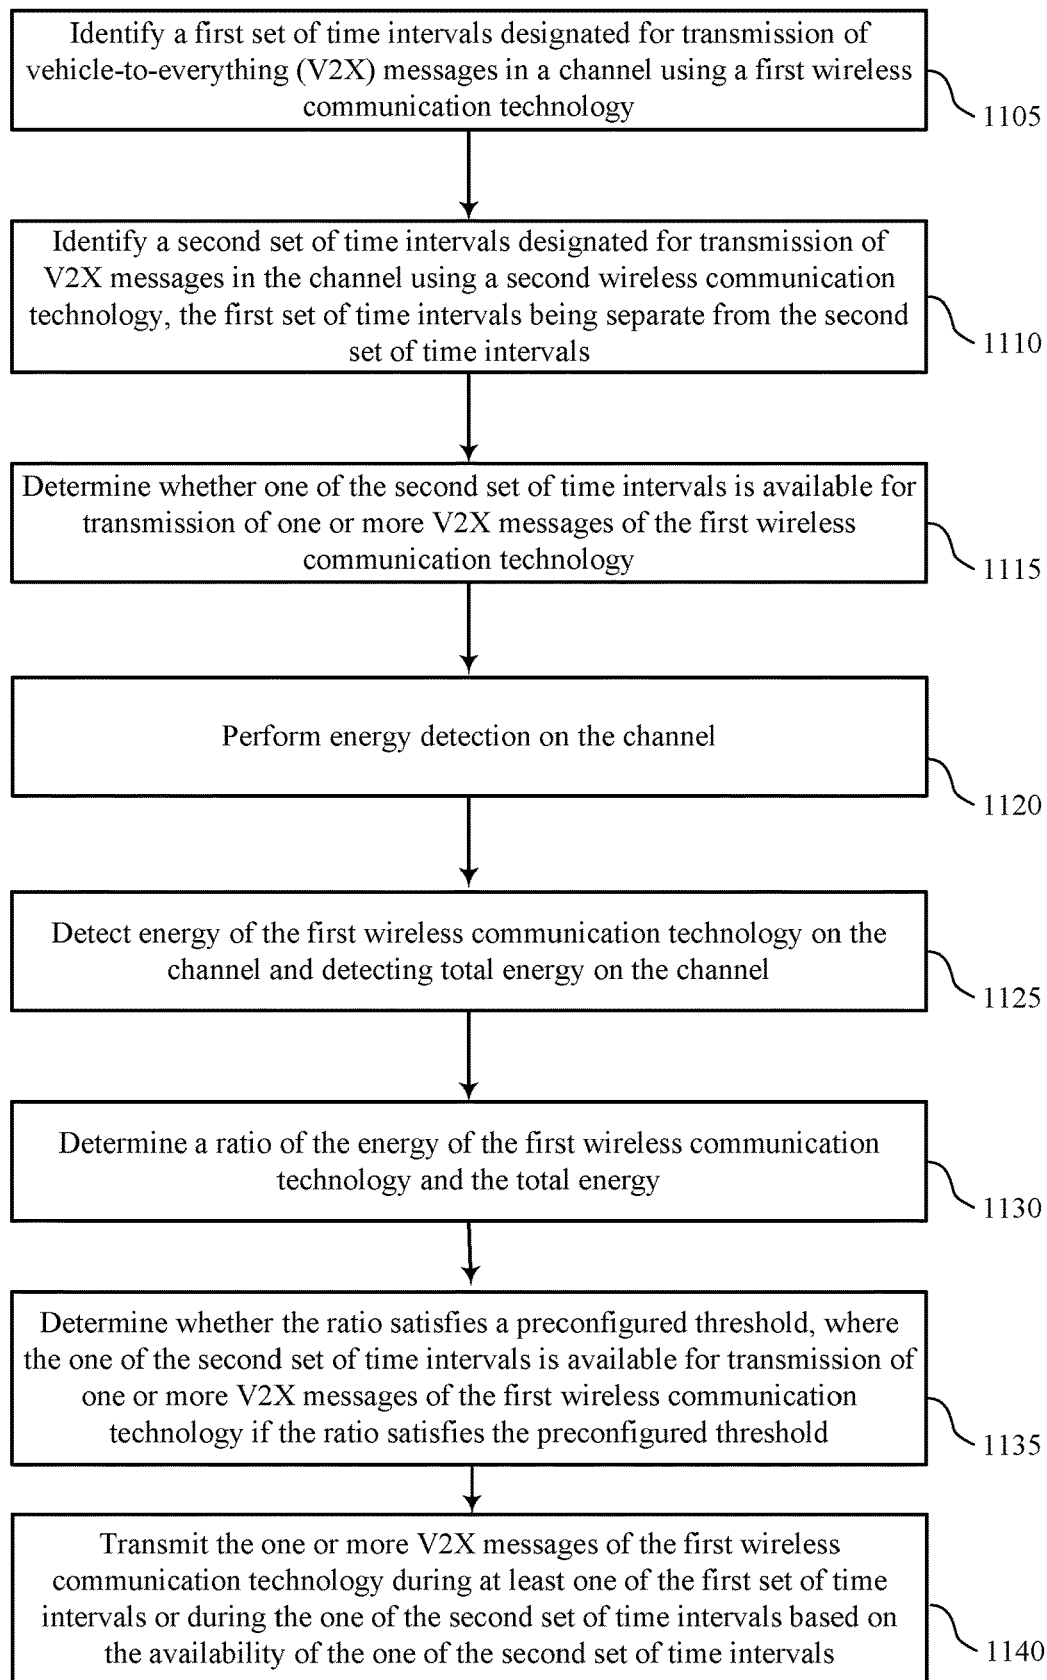 Identify a first set of time intervals designated for transmission of
vehicle-to-everything (V2X) messages in a channel using a first wireless
communication technology
1105
Identify a second set of time intervals designated for transmission of
V2X messages in the channel using a second wireless communication
technology, the first set of time intervals being separate from the second
set of time intervals
1110
Determine whether one of the second set of time intervals is available for
transmission of one or more V2X messages of the first wireless
communication technology
1115
Perform energy detection on the channel
1120
Detect energy of the first wireless communication technology on the
channel and detecting total energy on the channel
1125
Determine a ratio of the energy of the first wireless communication
technology and the total energy
1130
Determine whether the ratio satisfies a preconfigured threshold, where
the one of the second set of time intervals is available for transmission of
one or more V2X messages of the first wireless communication
technology if the ratio satisfies the preconfigured threshold
1135
Transmit the one or more V2X messages of the first wireless
communication technology during at least one of the first set of time
intervals or during the one of the second set of time intervals based on
the availability of the one of the second set of time intervals
1140